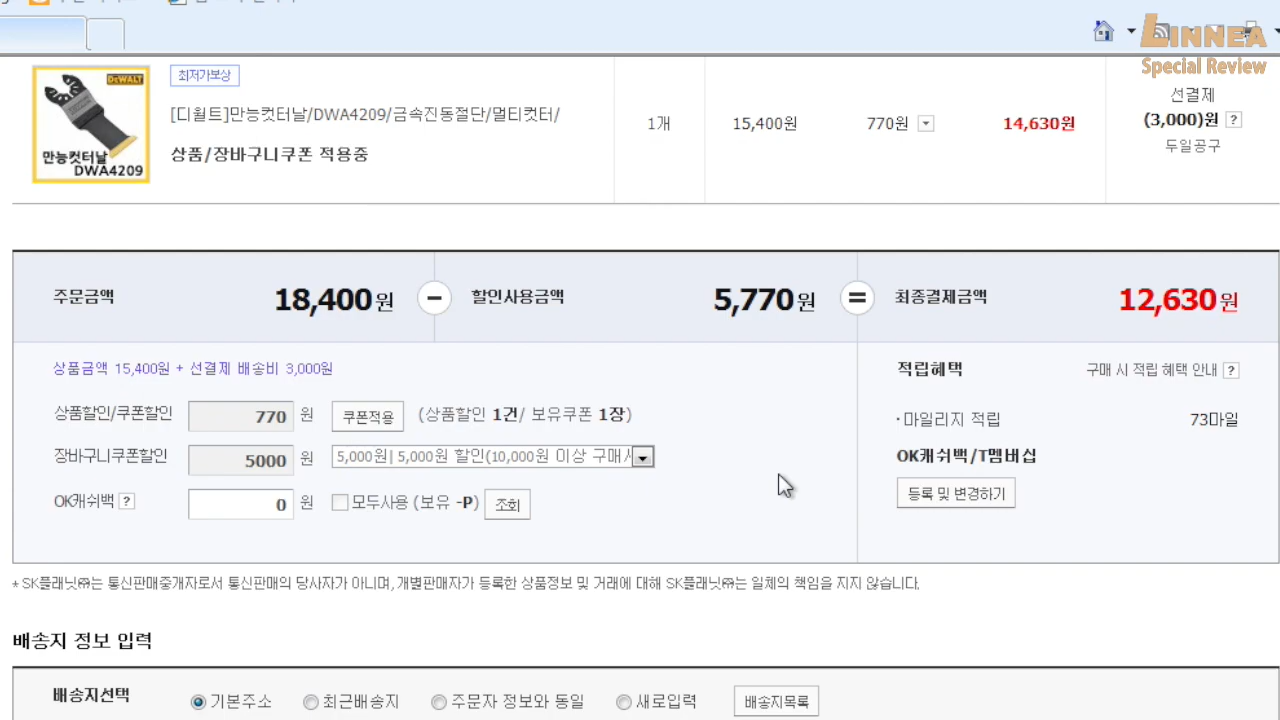 LINNEA
Special Review
최저가보상
DEWALT
만능컷터날
DWA4209
[디월트]만능컷터날/DWA4209/금속진동절단/멀티컷터/
상품/장바구니쿠폰 적용중
1개
15,400원
770원
14,630원
선결제
(3,000)원 ?
두일공구
주문금액 18,400원
할인사용금액 5,770원
최종결제금액 12,630원
상품금액 15,400원 + 선결제 배송비 3,000원
상품할인/쿠폰할인 770 원 쿠폰적용 (상품할인 1건/ 보유쿠폰 1장)
장바구니쿠폰할인 5000 원 5,000원| 5,000원 할인(10,000원 이상 구매시
OK캐쉬백 ? 0 원 모두사용 (보유 -P) 조회
적립혜택 구매 시 적립 혜택 안내 ?
·마일리지 적립 73마일
OK캐쉬백/T멤버십
등록 및 변경하기
* SK플래닛㈜는 통신판매중개자로서 통신판매의 당사자가 아니며, 개별판매자가 등록한 상품정보 및 거래에 대해 SK플래닛㈜는 일체의 책임을 지지 않습니다.
배송지 정보 입력
배송지선택 기본주소 최근배송지 주문자 정보와 동일 새로입력 배송지목록